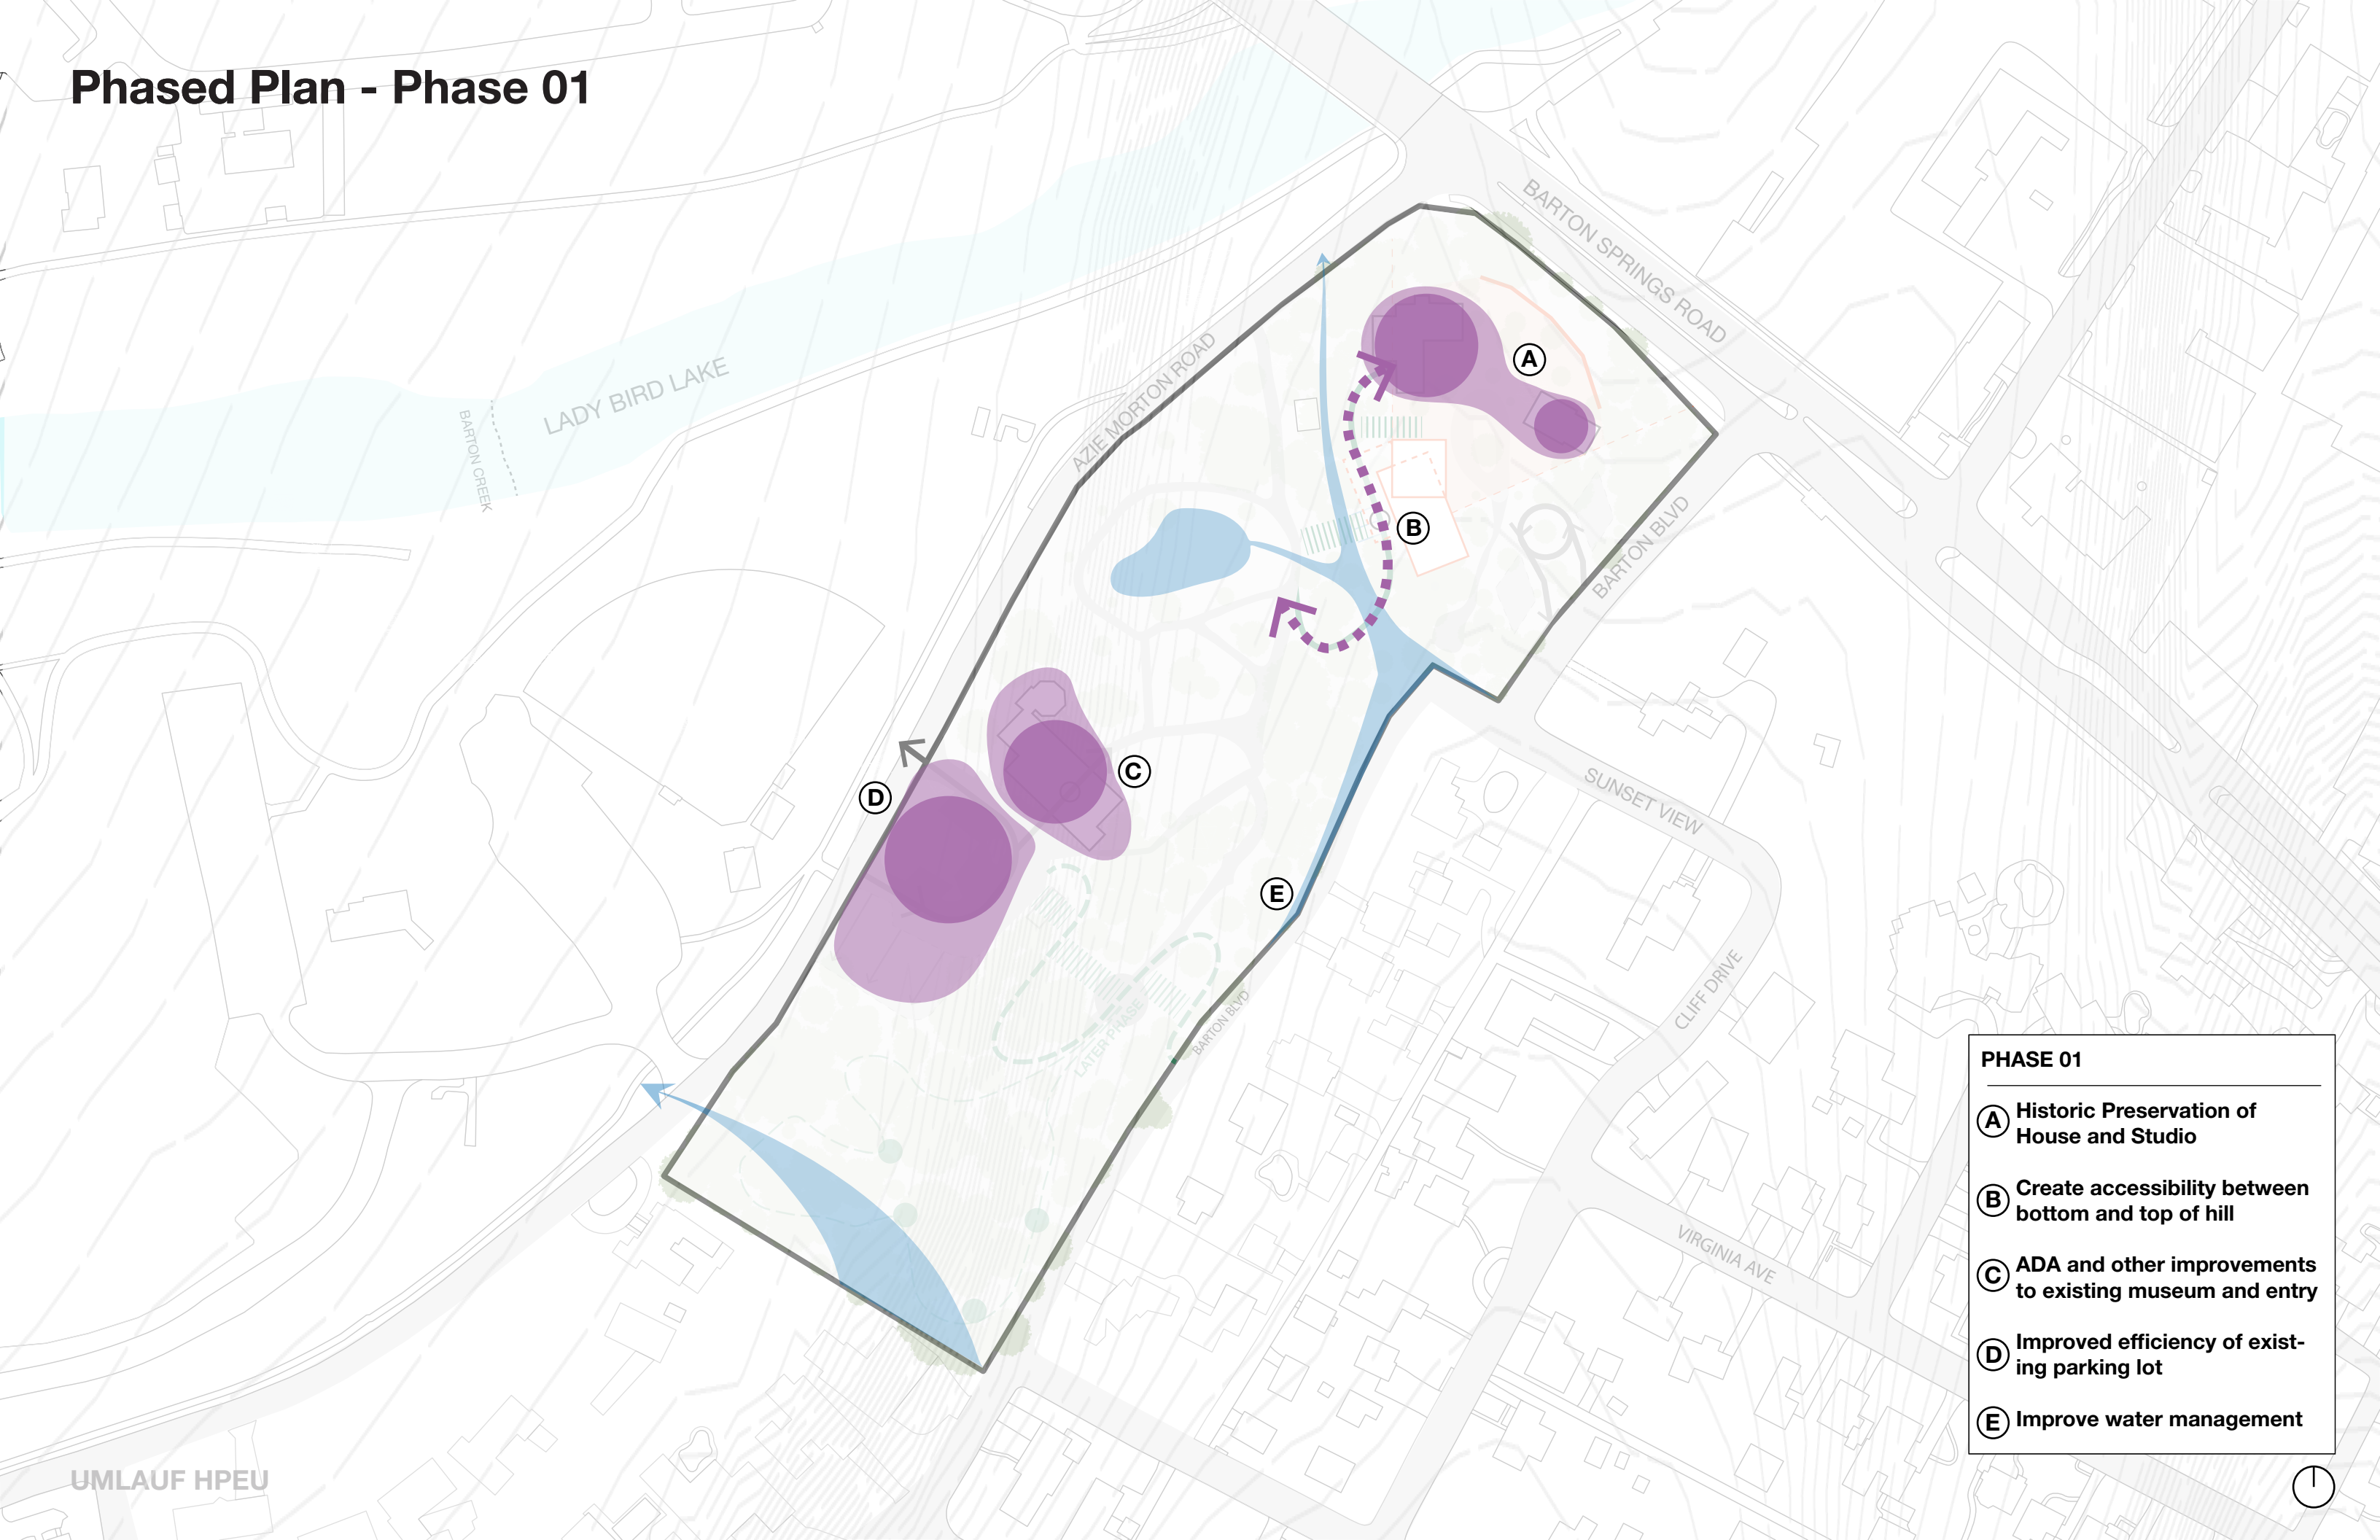 Phased Plan - Phase 01
BARTON SPRINGS ROAD
LADY BIRD LAKE
BARTON CREEK
AZIE MORTON ROAD
A
B
BARTON BLVD
C
D
E
SUNSET VIEW
CLIFF DRIVE
BARTON BLVD
LATER PHASE
VIRGINIA AVE
PHASE 01
A Historic Preservation of
House and Studio
B Create accessibility between
bottom and top of hill
C ADA and other improvements
to existing museum and entry
D Improved efficiency of exist-
ing parking lot
E Improve water management
UMLAUF HPEU